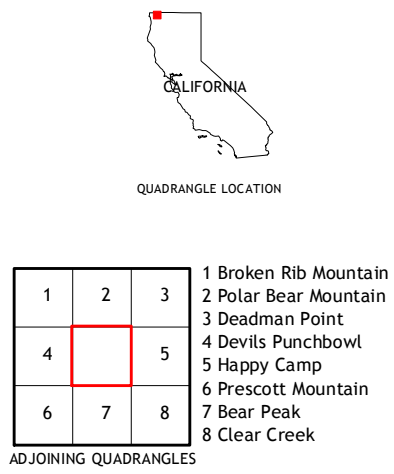 CALIFORNIA
QUADRANGLE LOCATION
1 2 3
4 5
6 7 8
1 Broken Rib Mountain
2 Polar Bear Mountain
3 Deadman Point
4 Devils Punchbowl
5 Happy Camp
6 Prescott Mountain
7 Bear Peak
8 Clear Creek
ADJOINING QUADRANGLES